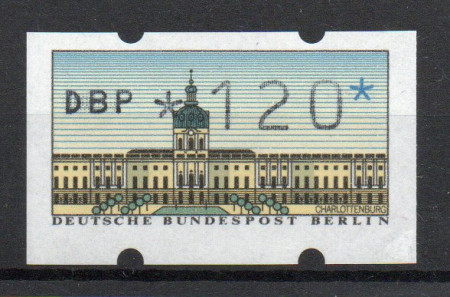 DBP *120*
CHARLOTTENBURG
DEUTSCHE BUNDESPOST BERLIN